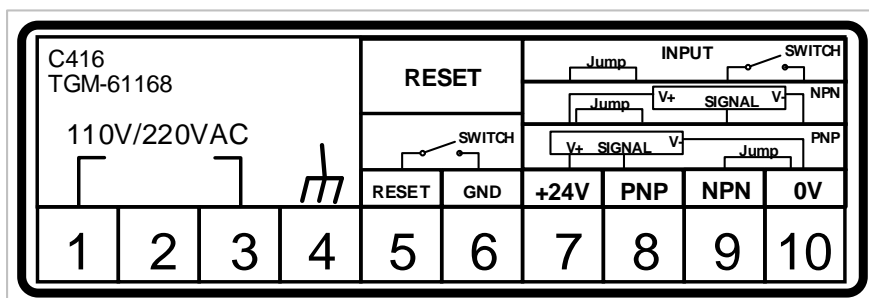 C416
TGM-61168
110V/220VAC
RESET
SWITCH
Jump INPUT SWITCH
Jump V+ SIGNAL V- NPN
V+ SIGNAL V- Jump PNP
RESET GND +24V PNP NPN 0V
1 2 3 4 5 6 7 8 9 10